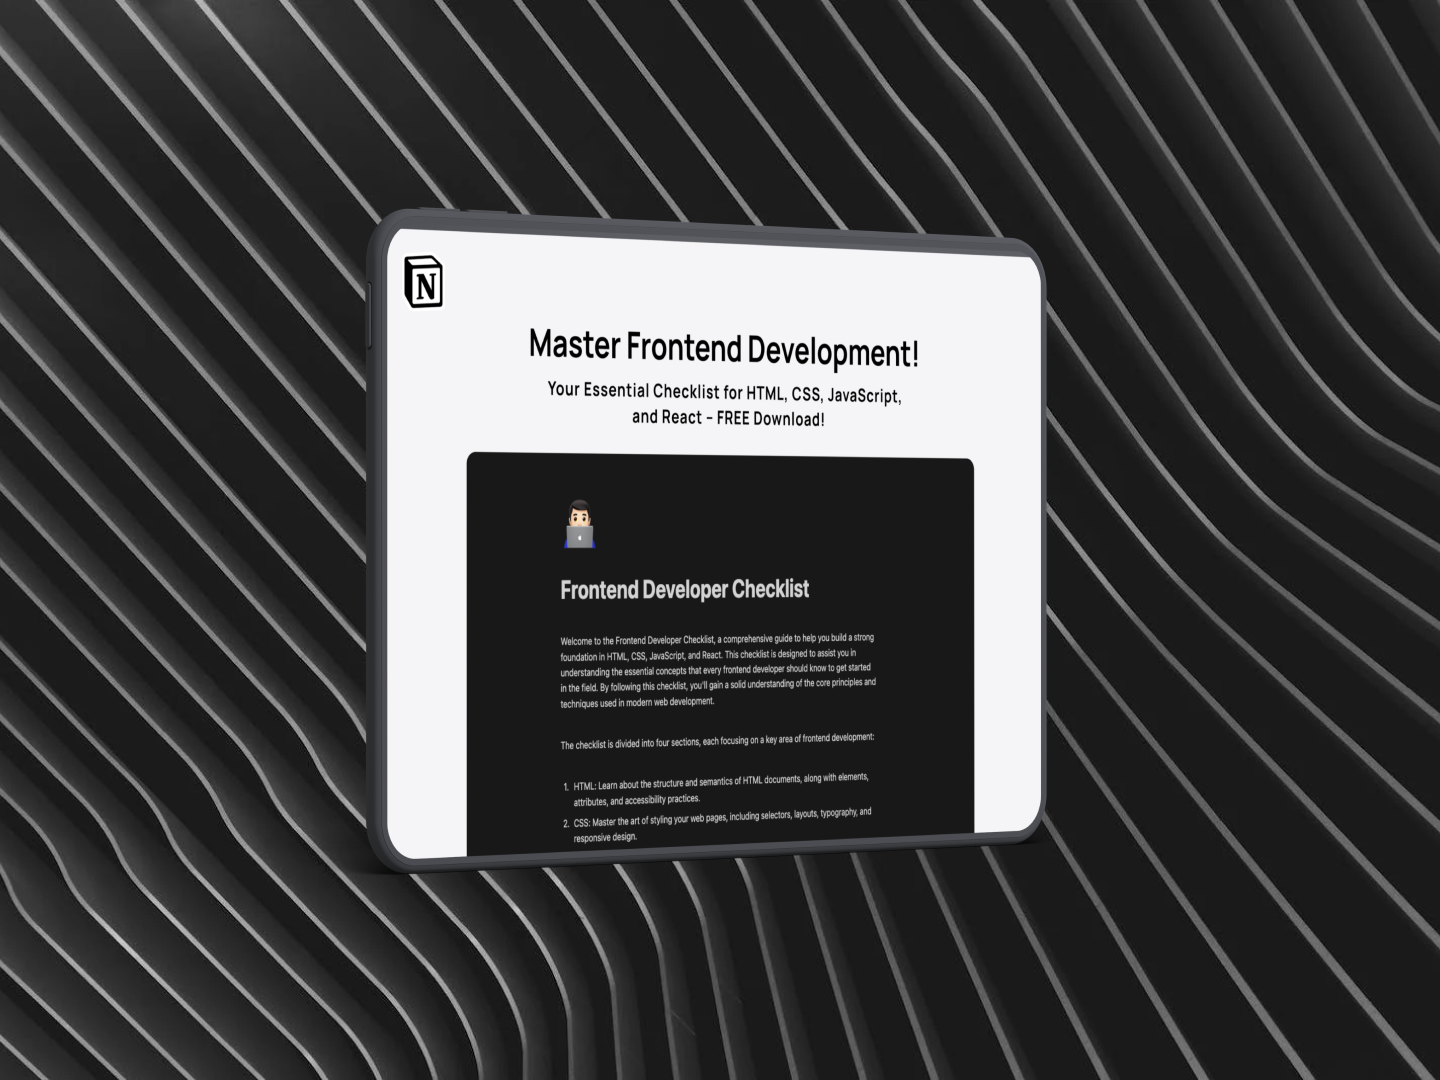 N
Master Frontend Development!
Your Essential Checklist for HTML, CSS, JavaScript,
and React – FREE Download!
Frontend Developer Checklist
Welcome to the Frontend Developer Checklist, a comprehensive guide to help you build a strong
foundation in HTML, CSS, JavaScript, and React. This checklist is designed to assist you in
understanding the essential concepts that every frontend developer should know to get started
in the field. By following this checklist, you'll gain a solid understanding of the core principles and
techniques used in modern web development.
The checklist is divided into four sections, each focusing on a key area of frontend development:
1. HTML: Learn about the structure and semantics of HTML documents, along with elements,
attributes, and accessibility practices.
2. CSS: Master the art of styling your web pages, including selectors, layouts, typography, and
responsive design.